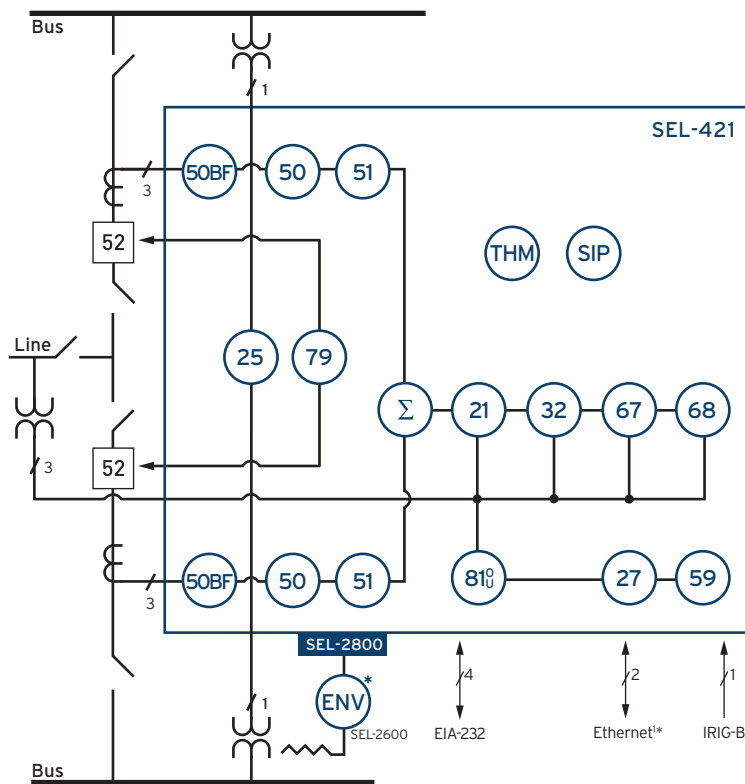 Bus
1
SEL-421
50BF
50
51
3
THM
SIP
52
Line
25
79
Σ
21
32
67
68
3
52
50BF
50
51
81OU
27
59
3
SEL-2800
1
ENV*
SEL-2600
4
2
1
EIA-232
Ethernet¹*
IRIG-B
Bus